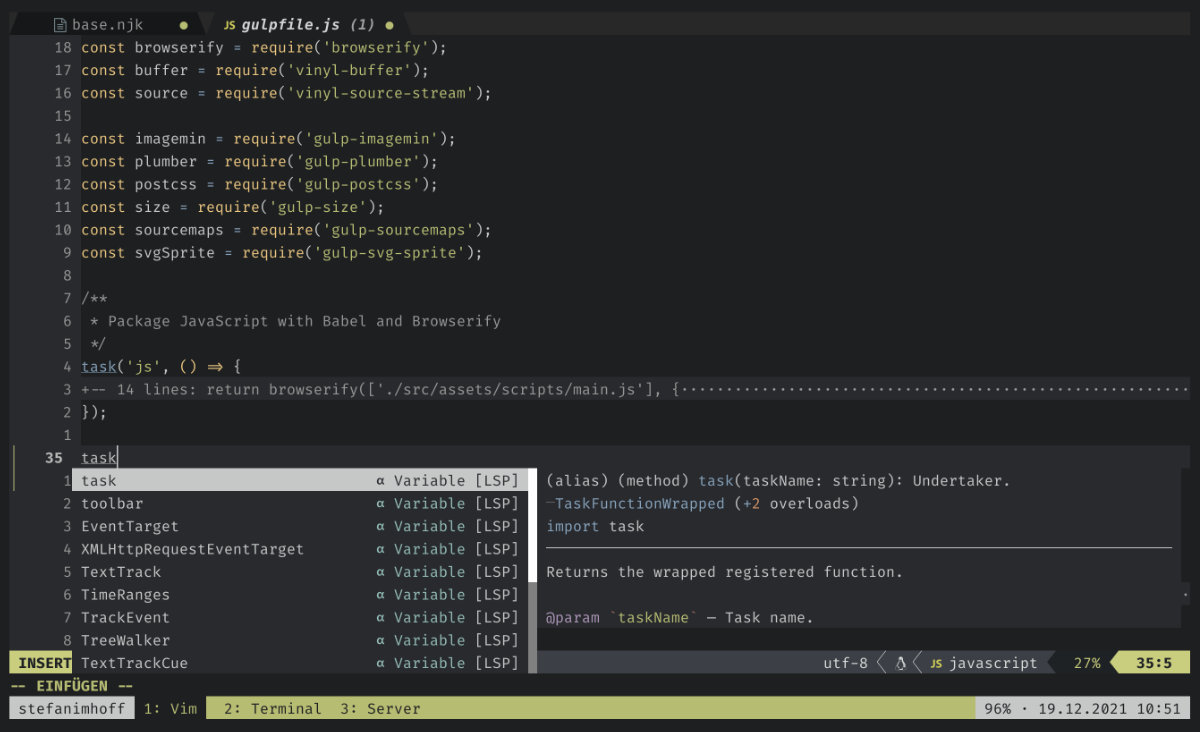 base.njk ● JS gulpfile.js (1) ●
18 const browserify = require('browserify');
17 const buffer = require('vinyl-buffer');
16 const source = require('vinyl-source-stream');
15
14 const imagemin = require('gulp-imagemin');
13 const plumber = require('gulp-plumber');
12 const postcss = require('gulp-postcss');
11 const size = require('gulp-size');
10 const sourcemaps = require('gulp-sourcemaps');
9 const svgSprite = require('gulp-svg-sprite');
8
7 /**
6 * Package JavaScript with Babel and Browserify
5 */
4 task('js', () => {
3 +-- 14 lines: return browserify(['./src/assets/scripts/main.js'], {·························································
2 });
1
35 task
1 task α Variable [LSP] (alias) (method) task(taskName: string): Undertaker.
2 toolbar α Variable [LSP] TaskFunctionWrapped (+2 overloads)
3 EventTarget α Variable [LSP] import task
4 XMLHttpRequestEventTarget α Variable [LSP]
5 TextTrack α Variable [LSP] Returns the wrapped registered function.
6 TimeRanges α Variable [LSP]
7 TrackEvent α Variable [LSP] @param `taskName` — Task name.
8 TreeWalker α Variable [LSP]
INSERT TextTrackCue α Variable [LSP] utf-8 JS javascript 27% 35:5
-- EINFÜGEN --
stefanimhoff 1: Vim 2: Terminal 3: Server 96% · 19.12.2021 10:51